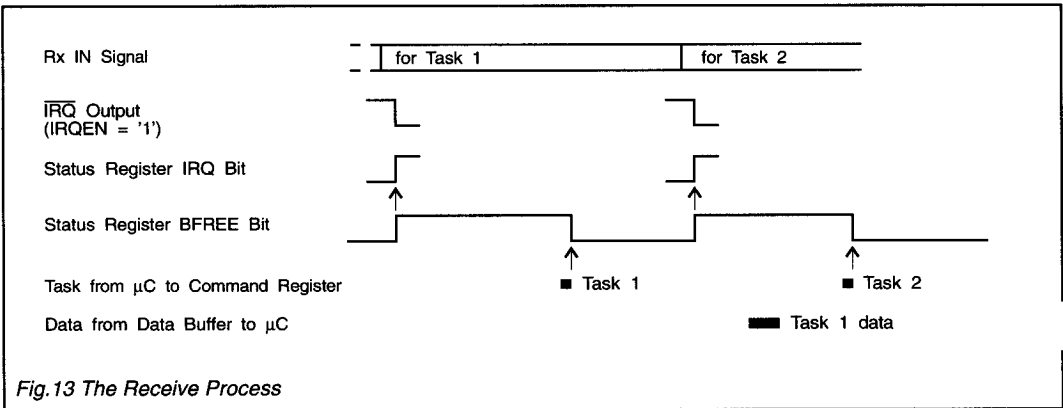 Rx IN Signal for Task 1 for Task 2
IRQ Output
(IRQEN = '1')
Status Register IRQ Bit
Status Register BFREE Bit
Task from µC to Command Register Task 1 Task 2
Data from Data Buffer to µC Task 1 data
Fig.13 The Receive Process